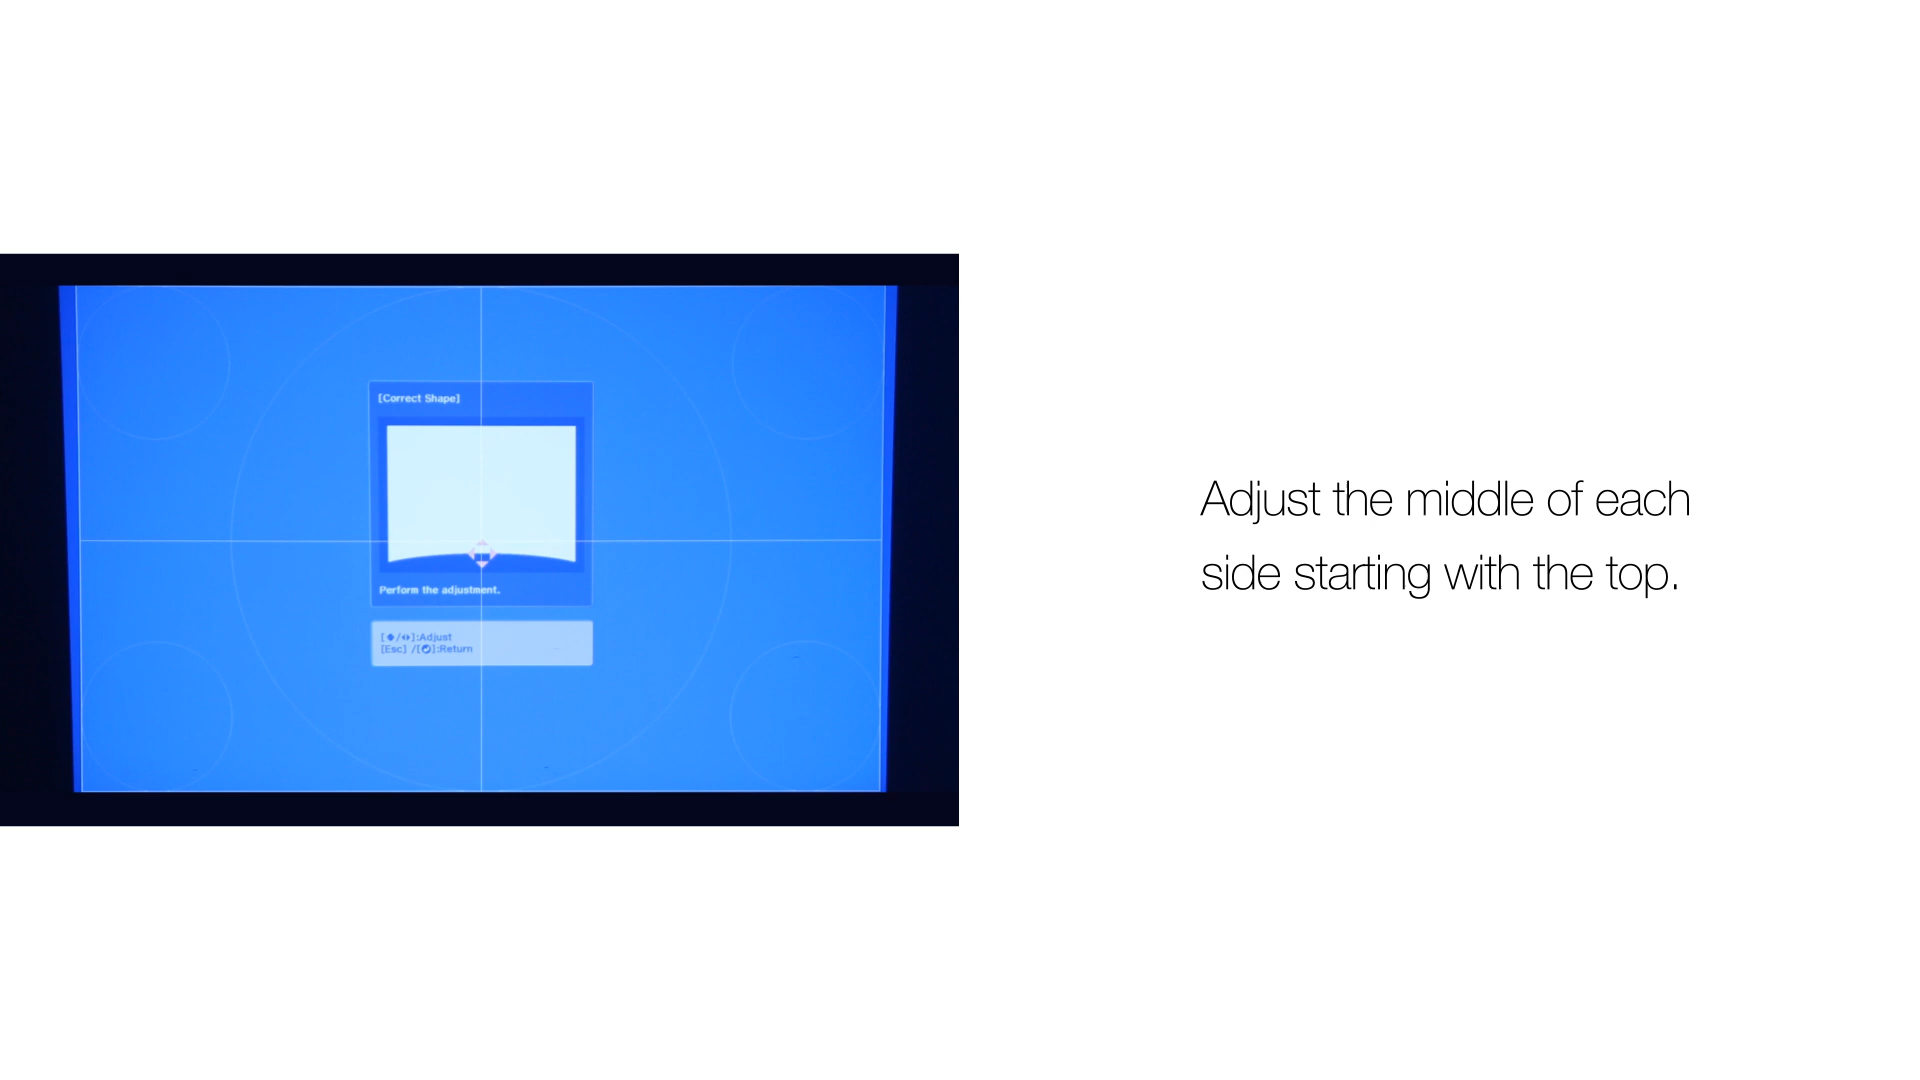 [Correct Shape]
Perform the adjustment.
[◆/◂▸]:Adjust
[Esc] /[↵]:Return
Adjust the middle of each
side starting with the top.